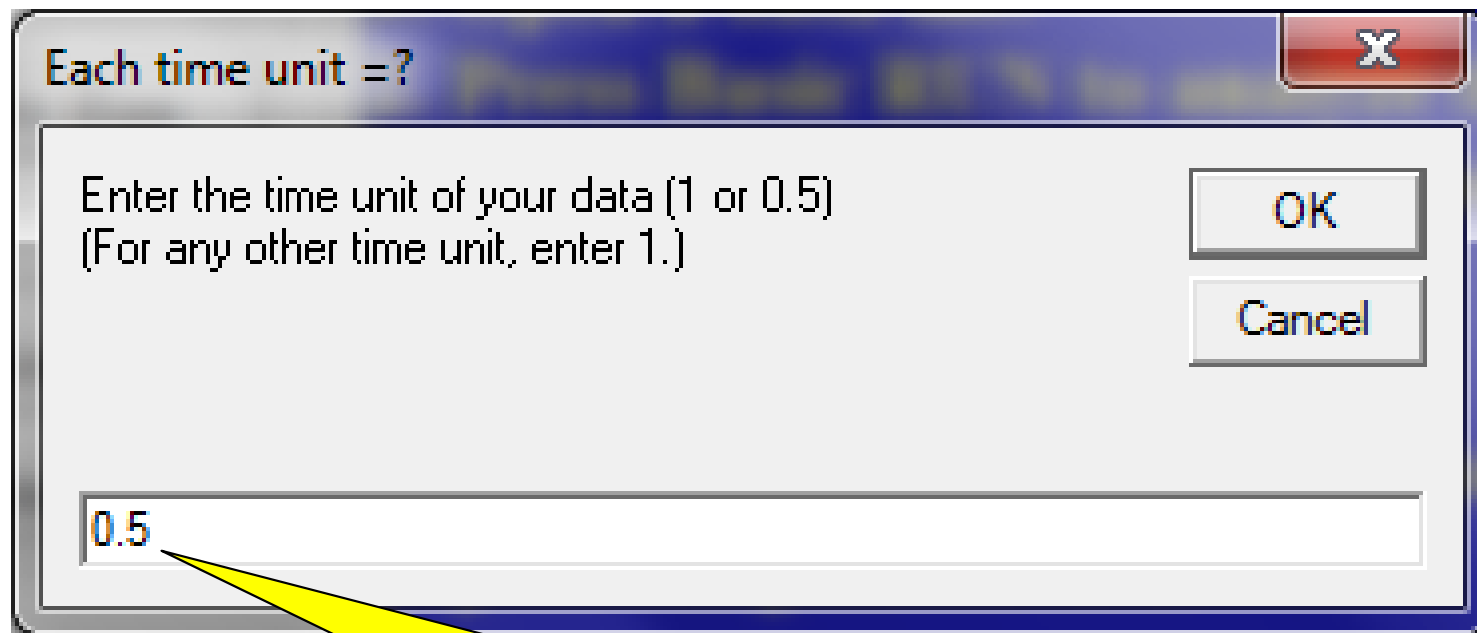 Each time unit =?
Enter the time unit of your data (1 or 0.5)
(For any other time unit, enter 1.)
OK
Cancel
0.5